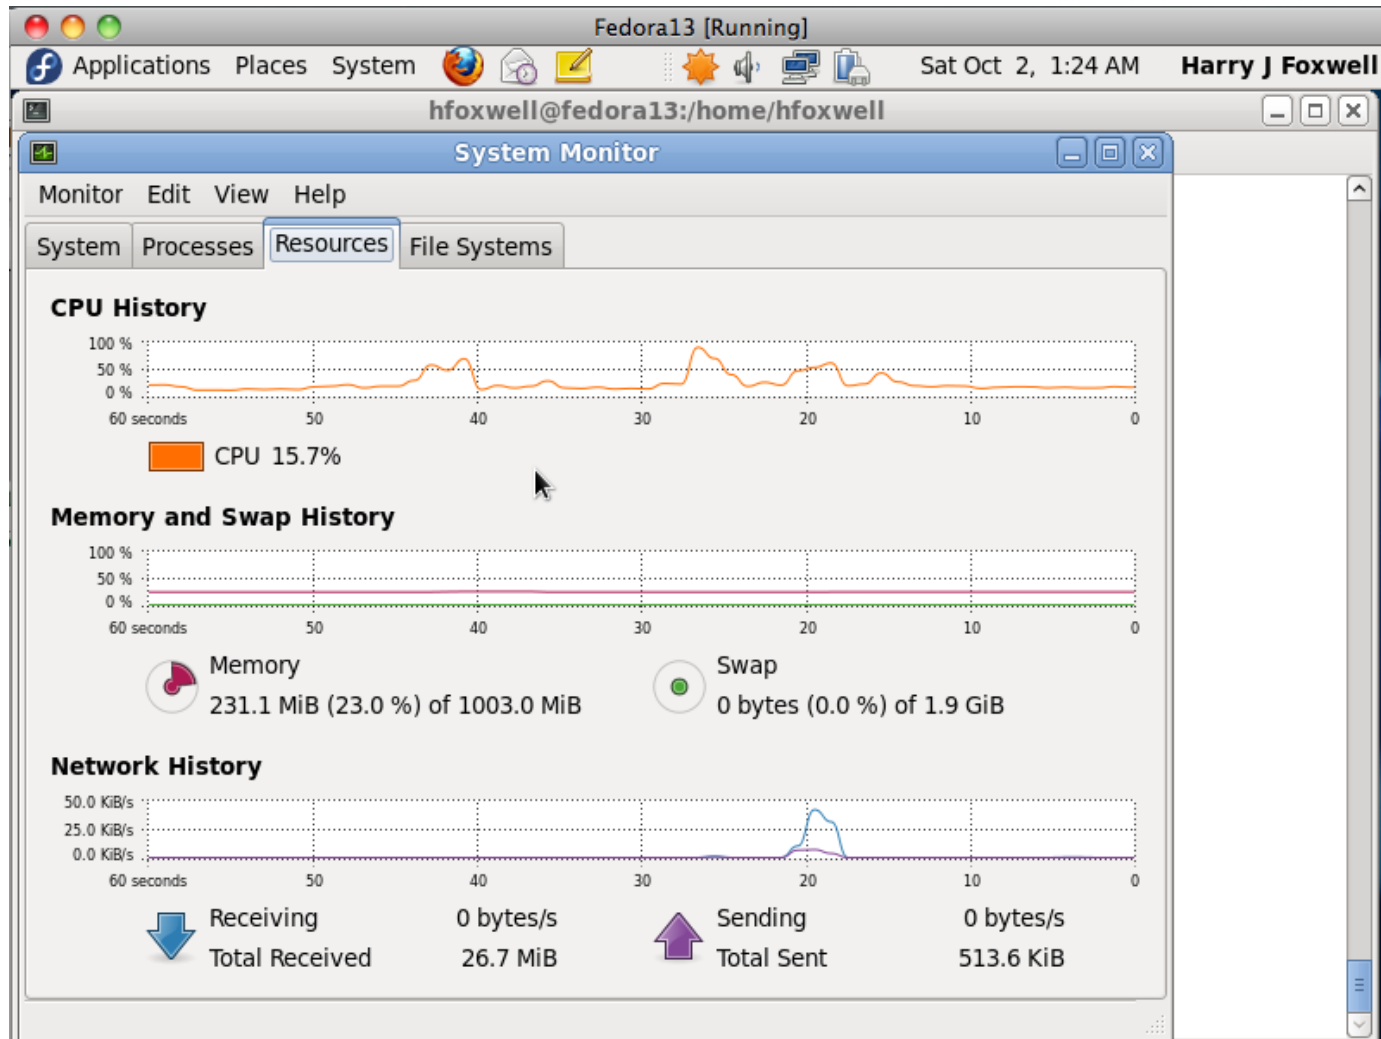 Fedora13 [Running]
Applications Places System Sat Oct 2, 1:24 AM Harry J Foxwell
hfoxwell@fedora13:/home/hfoxwell
System Monitor
Monitor Edit View Help
System Processes Resources File Systems
CPU History
100 %
50 %
0 %
60 seconds 50 40 30 20 10 0
CPU 15.7%
Memory and Swap History
100 %
50 %
0 %
60 seconds 50 40 30 20 10 0
Memory Swap
231.1 MiB (23.0 %) of 1003.0 MiB 0 bytes (0.0 %) of 1.9 GiB
Network History
50.0 KiB/s
25.0 KiB/s
0.0 KiB/s
60 seconds 50 40 30 20 10 0
Receiving 0 bytes/s Sending 0 bytes/s
Total Received 26.7 MiB Total Sent 513.6 KiB